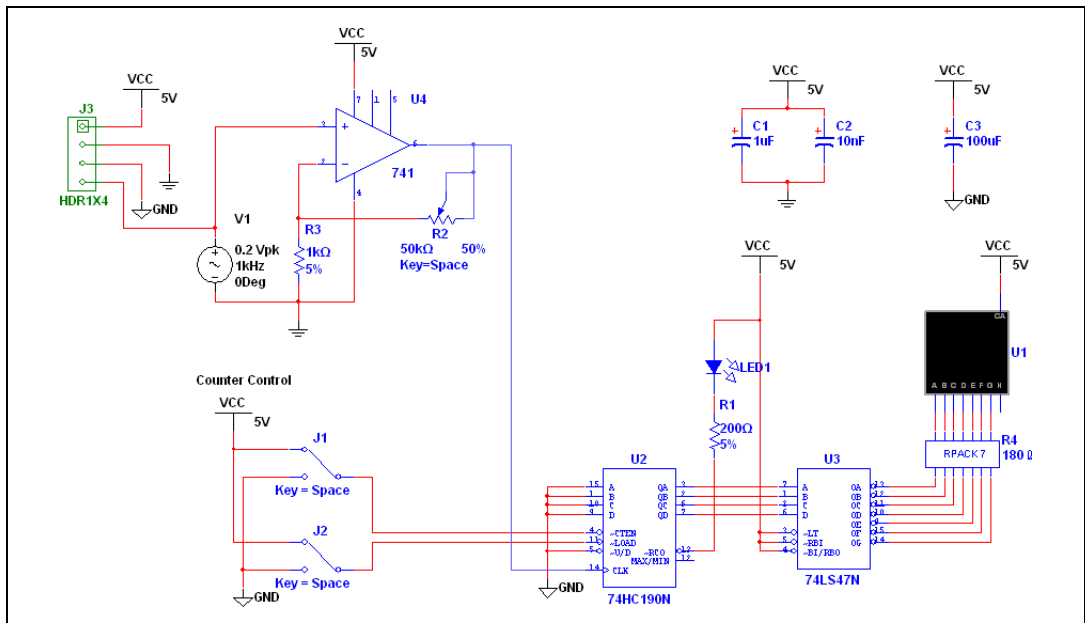 VCC
5V
J3
HDR1X4
GND
VCC
5V
U4
7 1 5
3
2
6
4
741
V1
0.2 Vpk
1kHz
0Deg
R3
1kΩ
5%
R2
50kΩ 50%
Key=Space
VCC
5V
C1
1uF
C2
10nF
VCC
5V
C3
100uF
GND
VCC
5V
LED1
R1
200Ω
5%
VCC
5V
CA
U1
A B C D E F G H
R4
RPACK7
180 Ω
Counter Control
VCC
5V
J1
Key = Space
J2
Key = Space
GND
GND
U2
15 A QA 3
1 B QB 2
10 C QC 6
9 D QD 7
4 ~CTEN
11 ~LOAD
5 ~U/D ~RCO 13
MAX/MIN 12
14 CLK
74HC190N
U3
7 A OA 13
1 B OB 12
2 C OC 11
6 D OD 10
OE 9
3 ~LT OF 15
5 ~RBI OG 14
4 ~BI/RBO
74LS47N